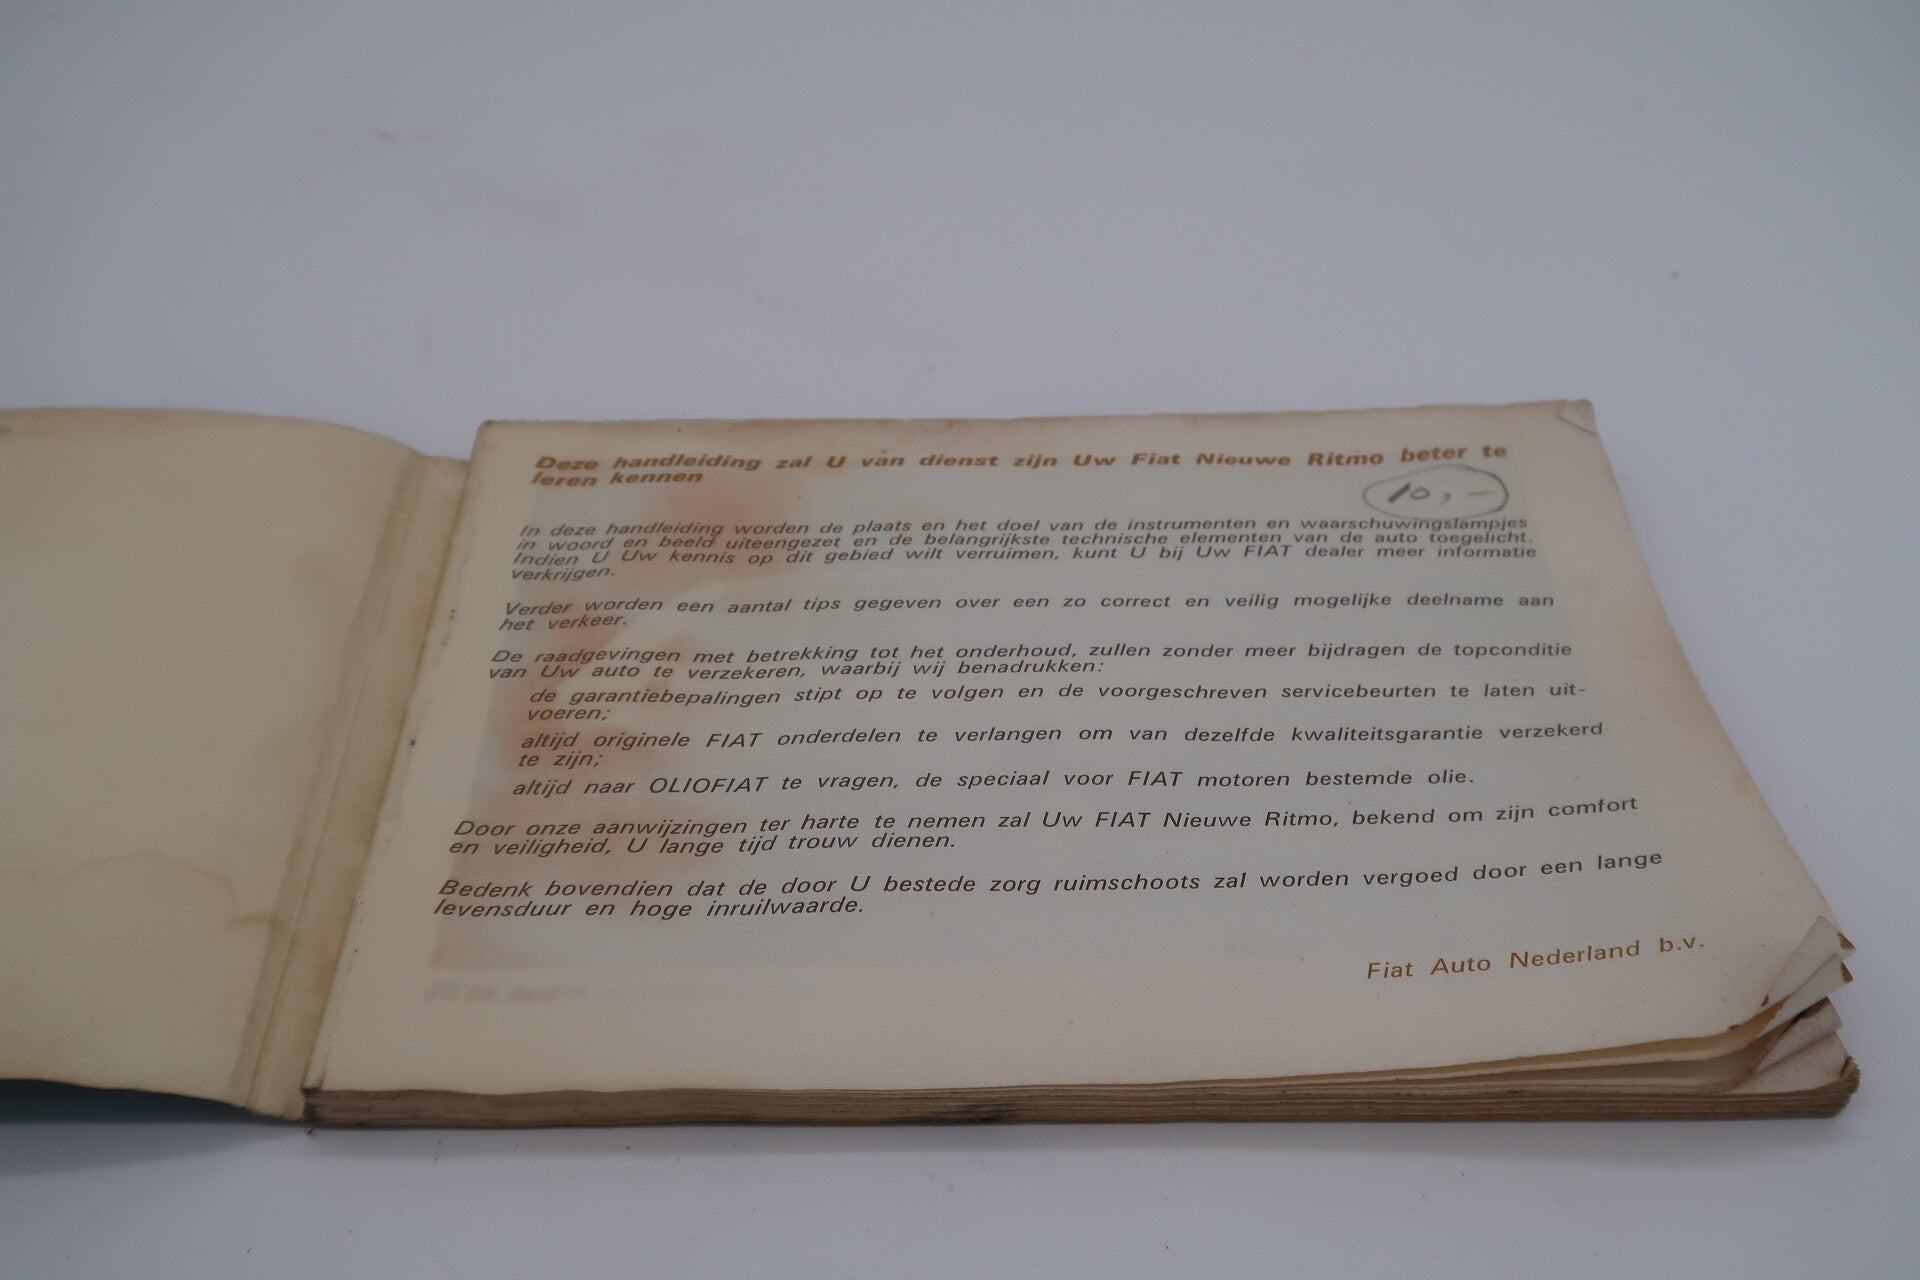 Deze handleiding zal U van dienst zijn Uw Fiat Nieuwe Ritmo beter te
leren kennen
10,-
In deze handleiding worden de plaats en het doel van de instrumenten en waarschuwingslampjes
in woord en beeld uiteengezet en de belangrijkste technische elementen van de auto toegelicht.
Indien U Uw kennis op dit gebied wilt verruimen, kunt U bij Uw FIAT dealer meer informatie
verkrijgen.
Verder worden een aantal tips gegeven over een zo correct en veilig mogelijke deelname aan
het verkeer.
De raadgevingen met betrekking tot het onderhoud, zullen zonder meer bijdragen de topconditie
van Uw auto te verzekeren, waarbij wij benadrukken:
de garantiebepalingen stipt op te volgen en de voorgeschreven servicebeurten te laten uit-
voeren;
altijd originele FIAT onderdelen te verlangen om van dezelfde kwaliteitsgarantie verzekerd
te zijn;
altijd naar OLIOFIAT te vragen, de speciaal voor FIAT motoren bestemde olie.
Door onze aanwijzingen ter harte te nemen zal Uw FIAT Nieuwe Ritmo, bekend om zijn comfort
en veiligheid, U lange tijd trouw dienen.
Bedenk bovendien dat de door U bestede zorg ruimschoots zal worden vergoed door een lange
levensduur en hoge inruilwaarde.
Fiat Auto Nederland b.v.